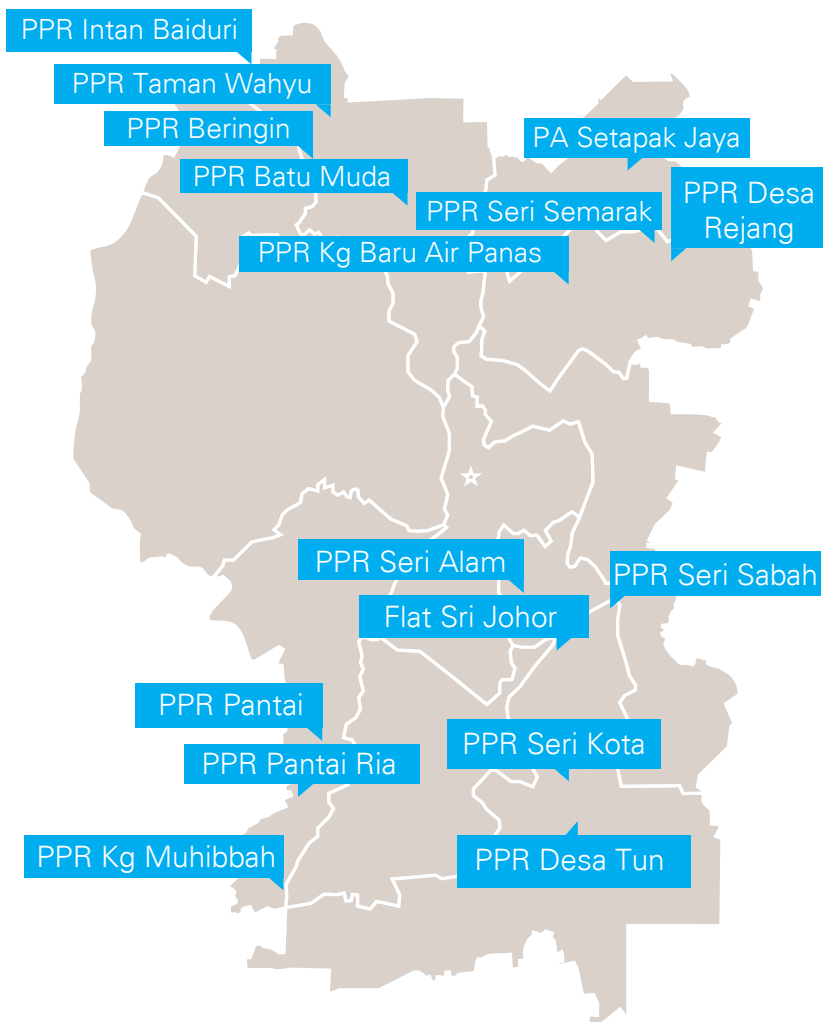 PPR Intan Baiduri
PPR Taman Wahyu
PPR Beringin
PA Setapak Jaya
PPR Batu Muda
PPR Desa
Rejang
PPR Seri Semarak
PPR Kg Baru Air Panas
PPR Seri Alam
PPR Seri Sabah
Flat Sri Johor
PPR Pantai
PPR Seri Kota
PPR Pantai Ria
PPR Kg Muhibbah
PPR Desa Tun